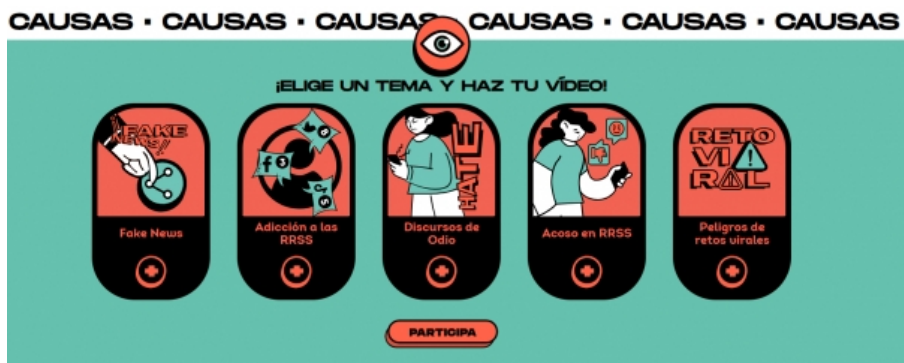 CAUSAS · CAUSAS · CAUSAS · CAUSAS · CAUSAS · CAUSAS
¡ELIGE UN TEMA Y HAZ TU VÍDEO!
FAKE
NEWS!!
HATE
RETO
VI
RAL
Fake News
Adicción a las
RRSS
Discursos de
Odio
Acoso en RRSS
Peligros de
retos virales
PARTICIPA